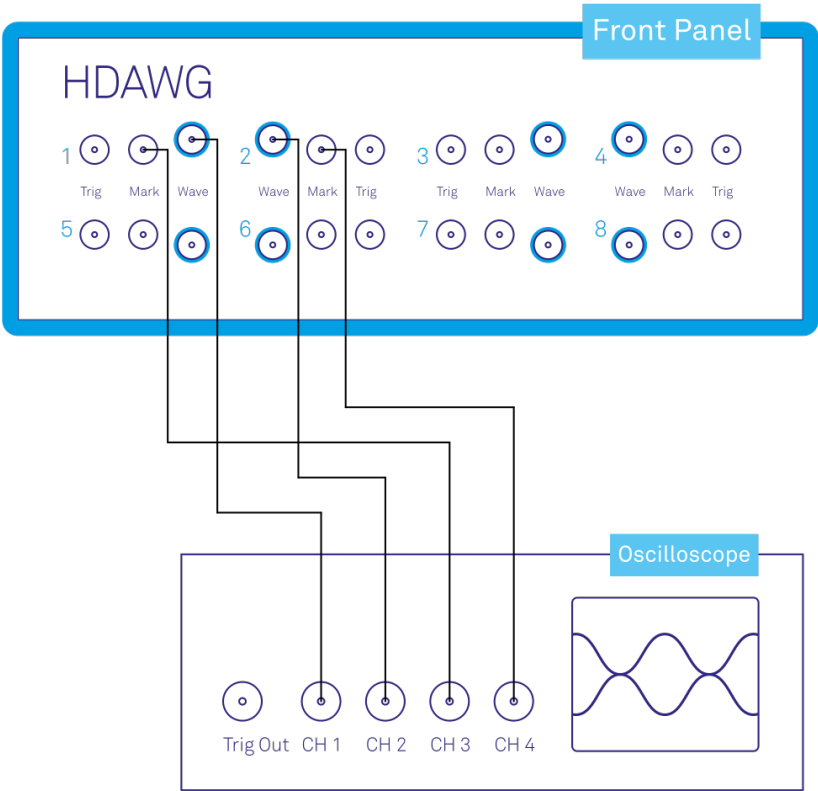 Front Panel
HDAWG
1 2 3 4
Trig Mark Wave Wave Mark Trig Trig Mark Wave Wave Mark Trig
5 6 7 8
Oscilloscope
Trig Out CH 1 CH 2 CH 3 CH 4